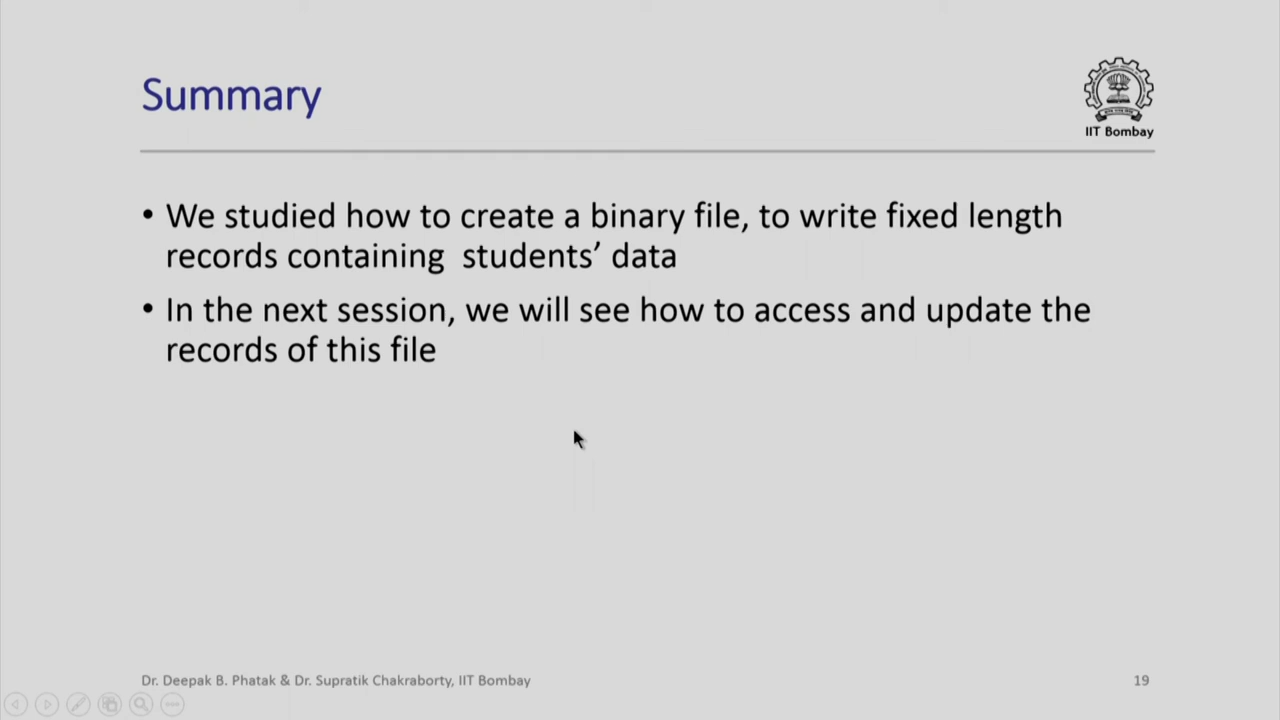 Summary
IIT Bombay
• We studied how to create a binary file, to write fixed length
records containing  students’ data
• In the next session, we will see how to access and update the
records of this file
Dr. Deepak B. Phatak & Dr. Supratik Chakraborty, IIT Bombay
19